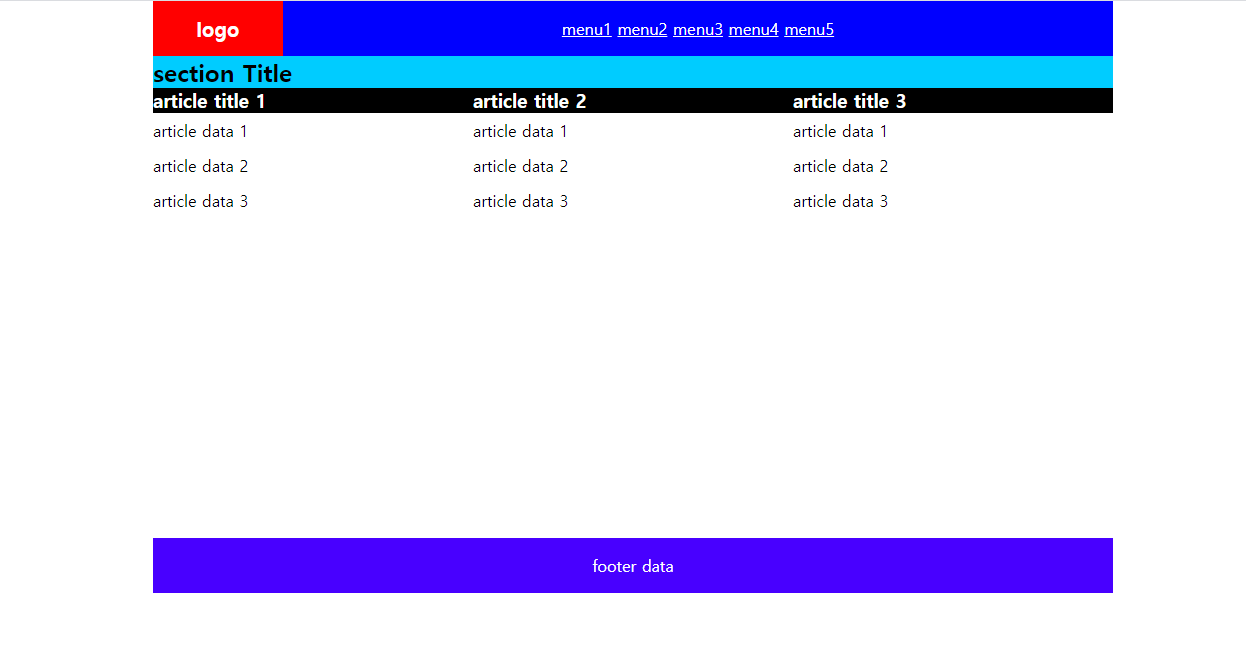 logo
menu1 menu2 menu3 menu4 menu5
section Title
article title 1 article title 2 article title 3
article data 1 article data 1 article data 1
article data 2 article data 2 article data 2
article data 3 article data 3 article data 3
footer data